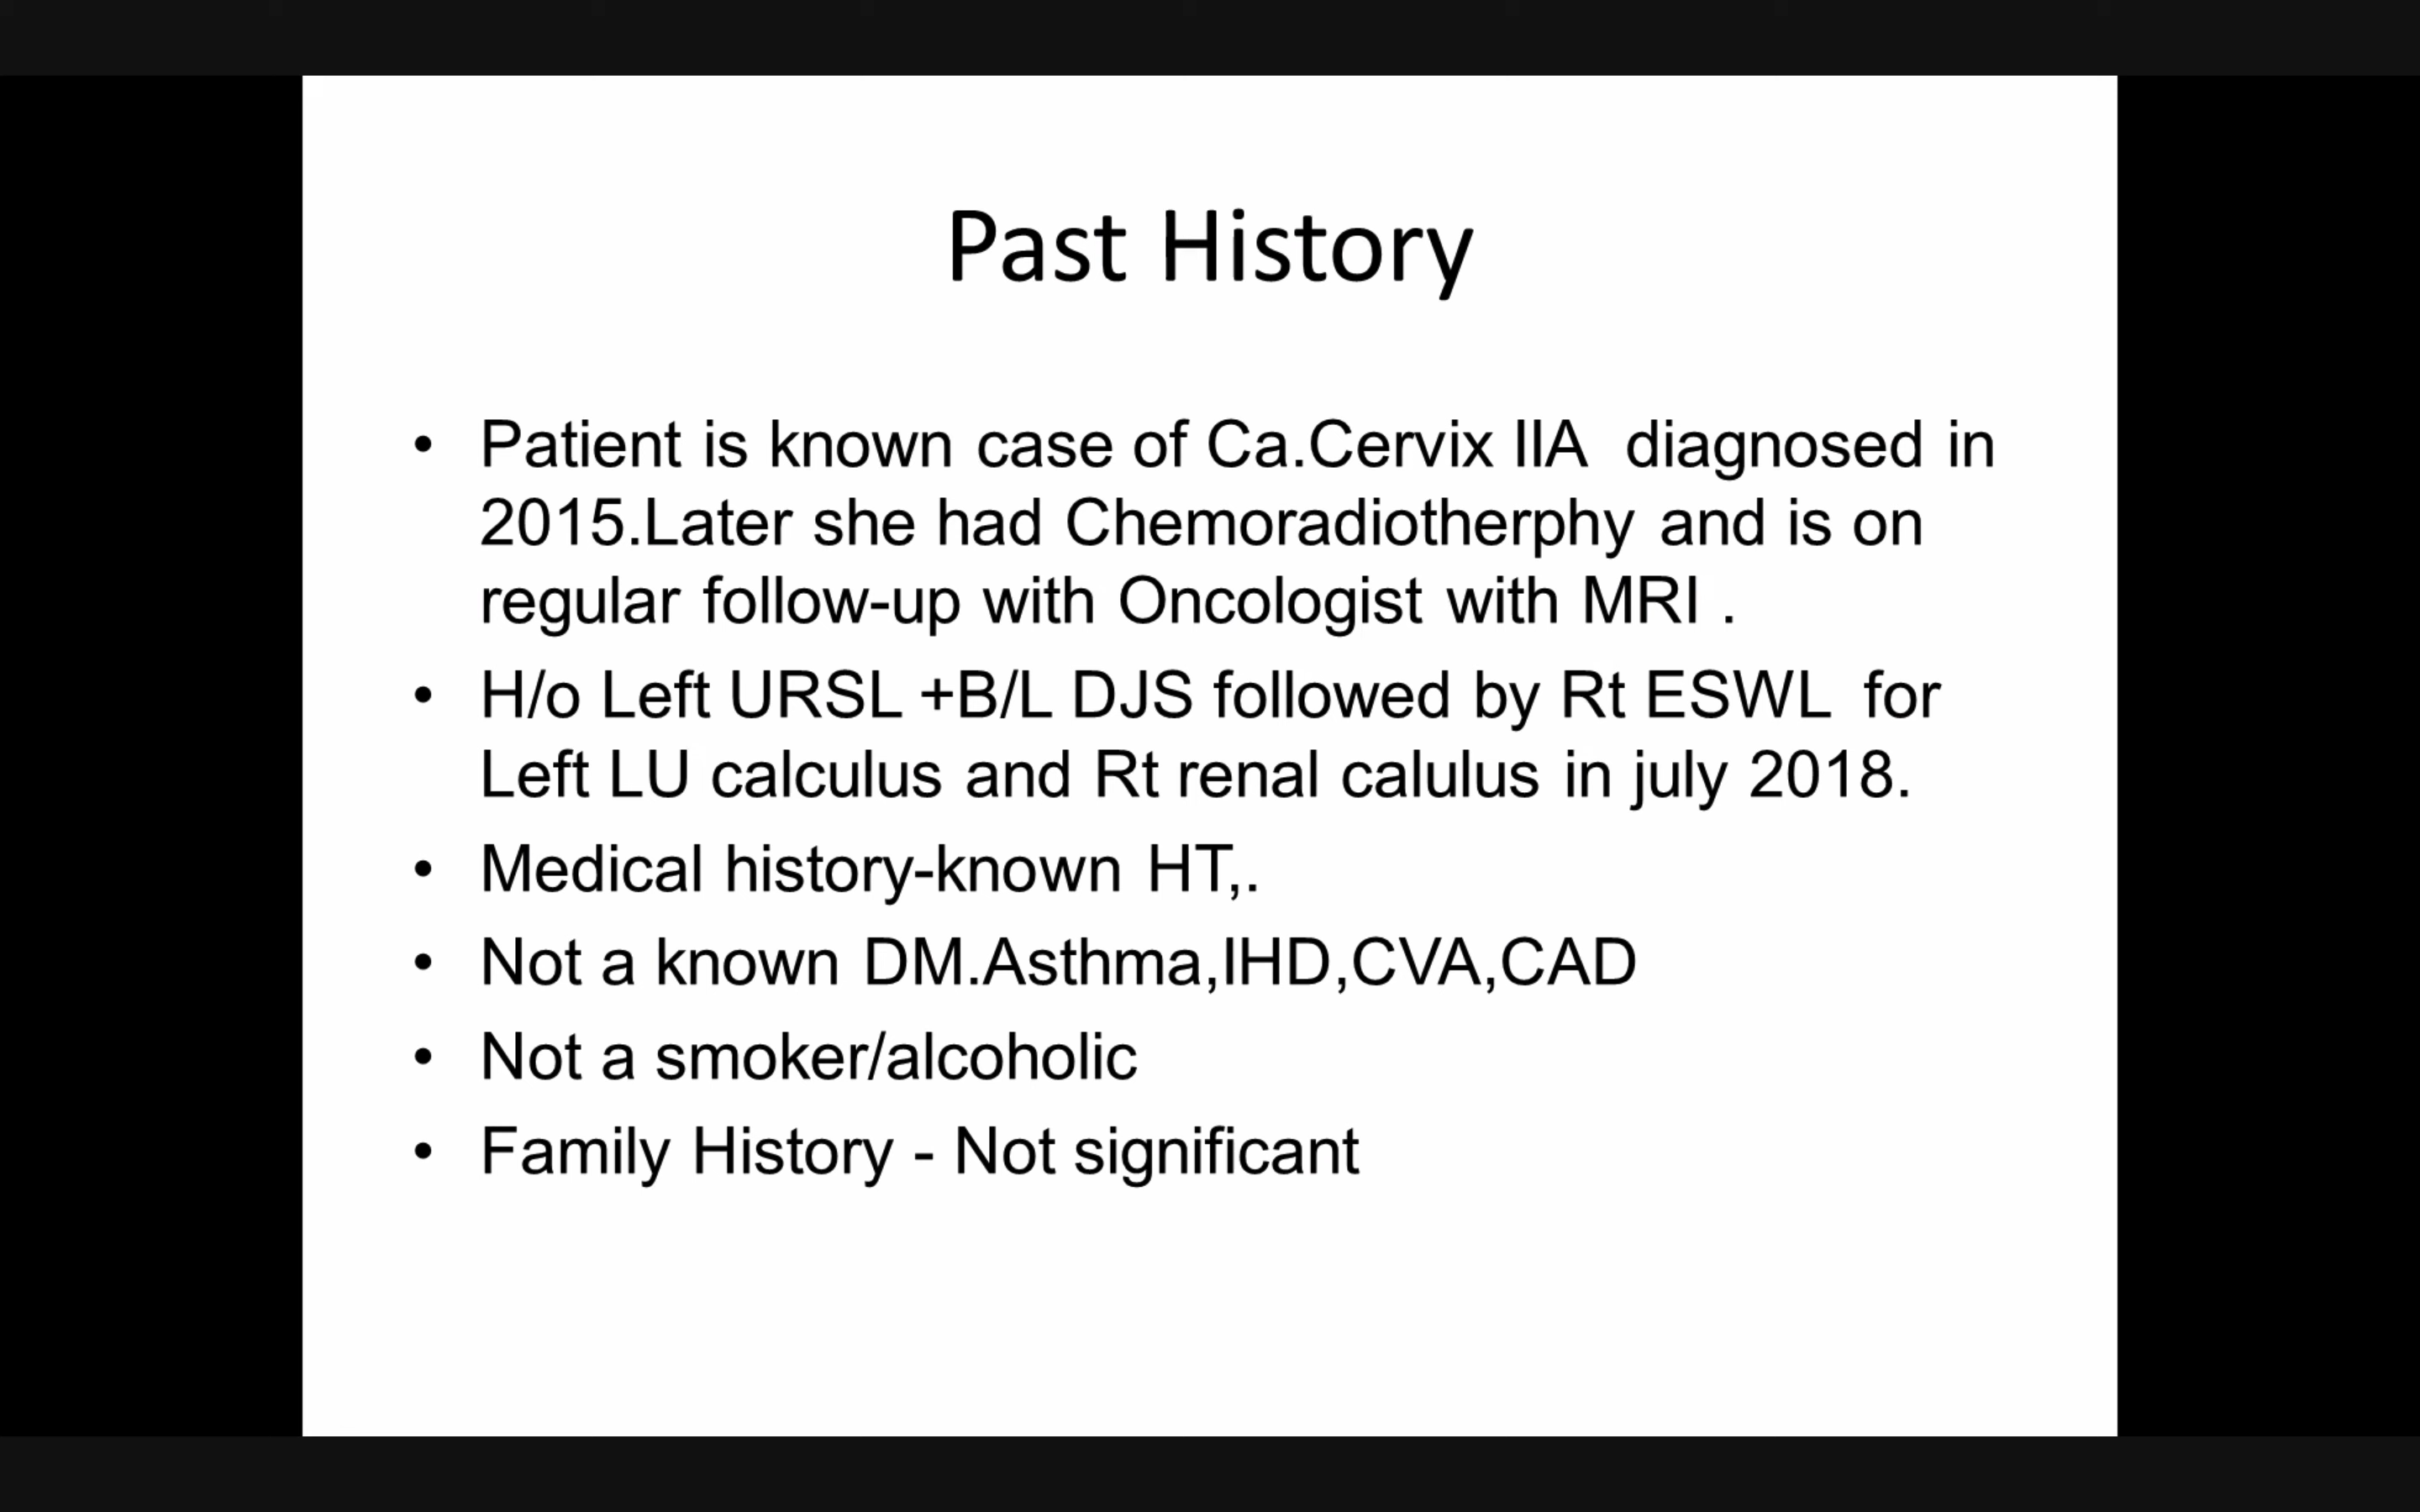 Past History
• Patient is known case of Ca.Cervix IIA diagnosed in
2015.Later she had Chemoradiotherphy and is on
regular follow-up with Oncologist with MRI .
• H/o Left URSL +B/L DJS followed by Rt ESWL for
Left LU calculus and Rt renal calulus in july 2018.
• Medical history-known HT,.
• Not a known DM.Asthma,IHD,CVA,CAD
• Not a smoker/alcoholic
• Family History - Not significant